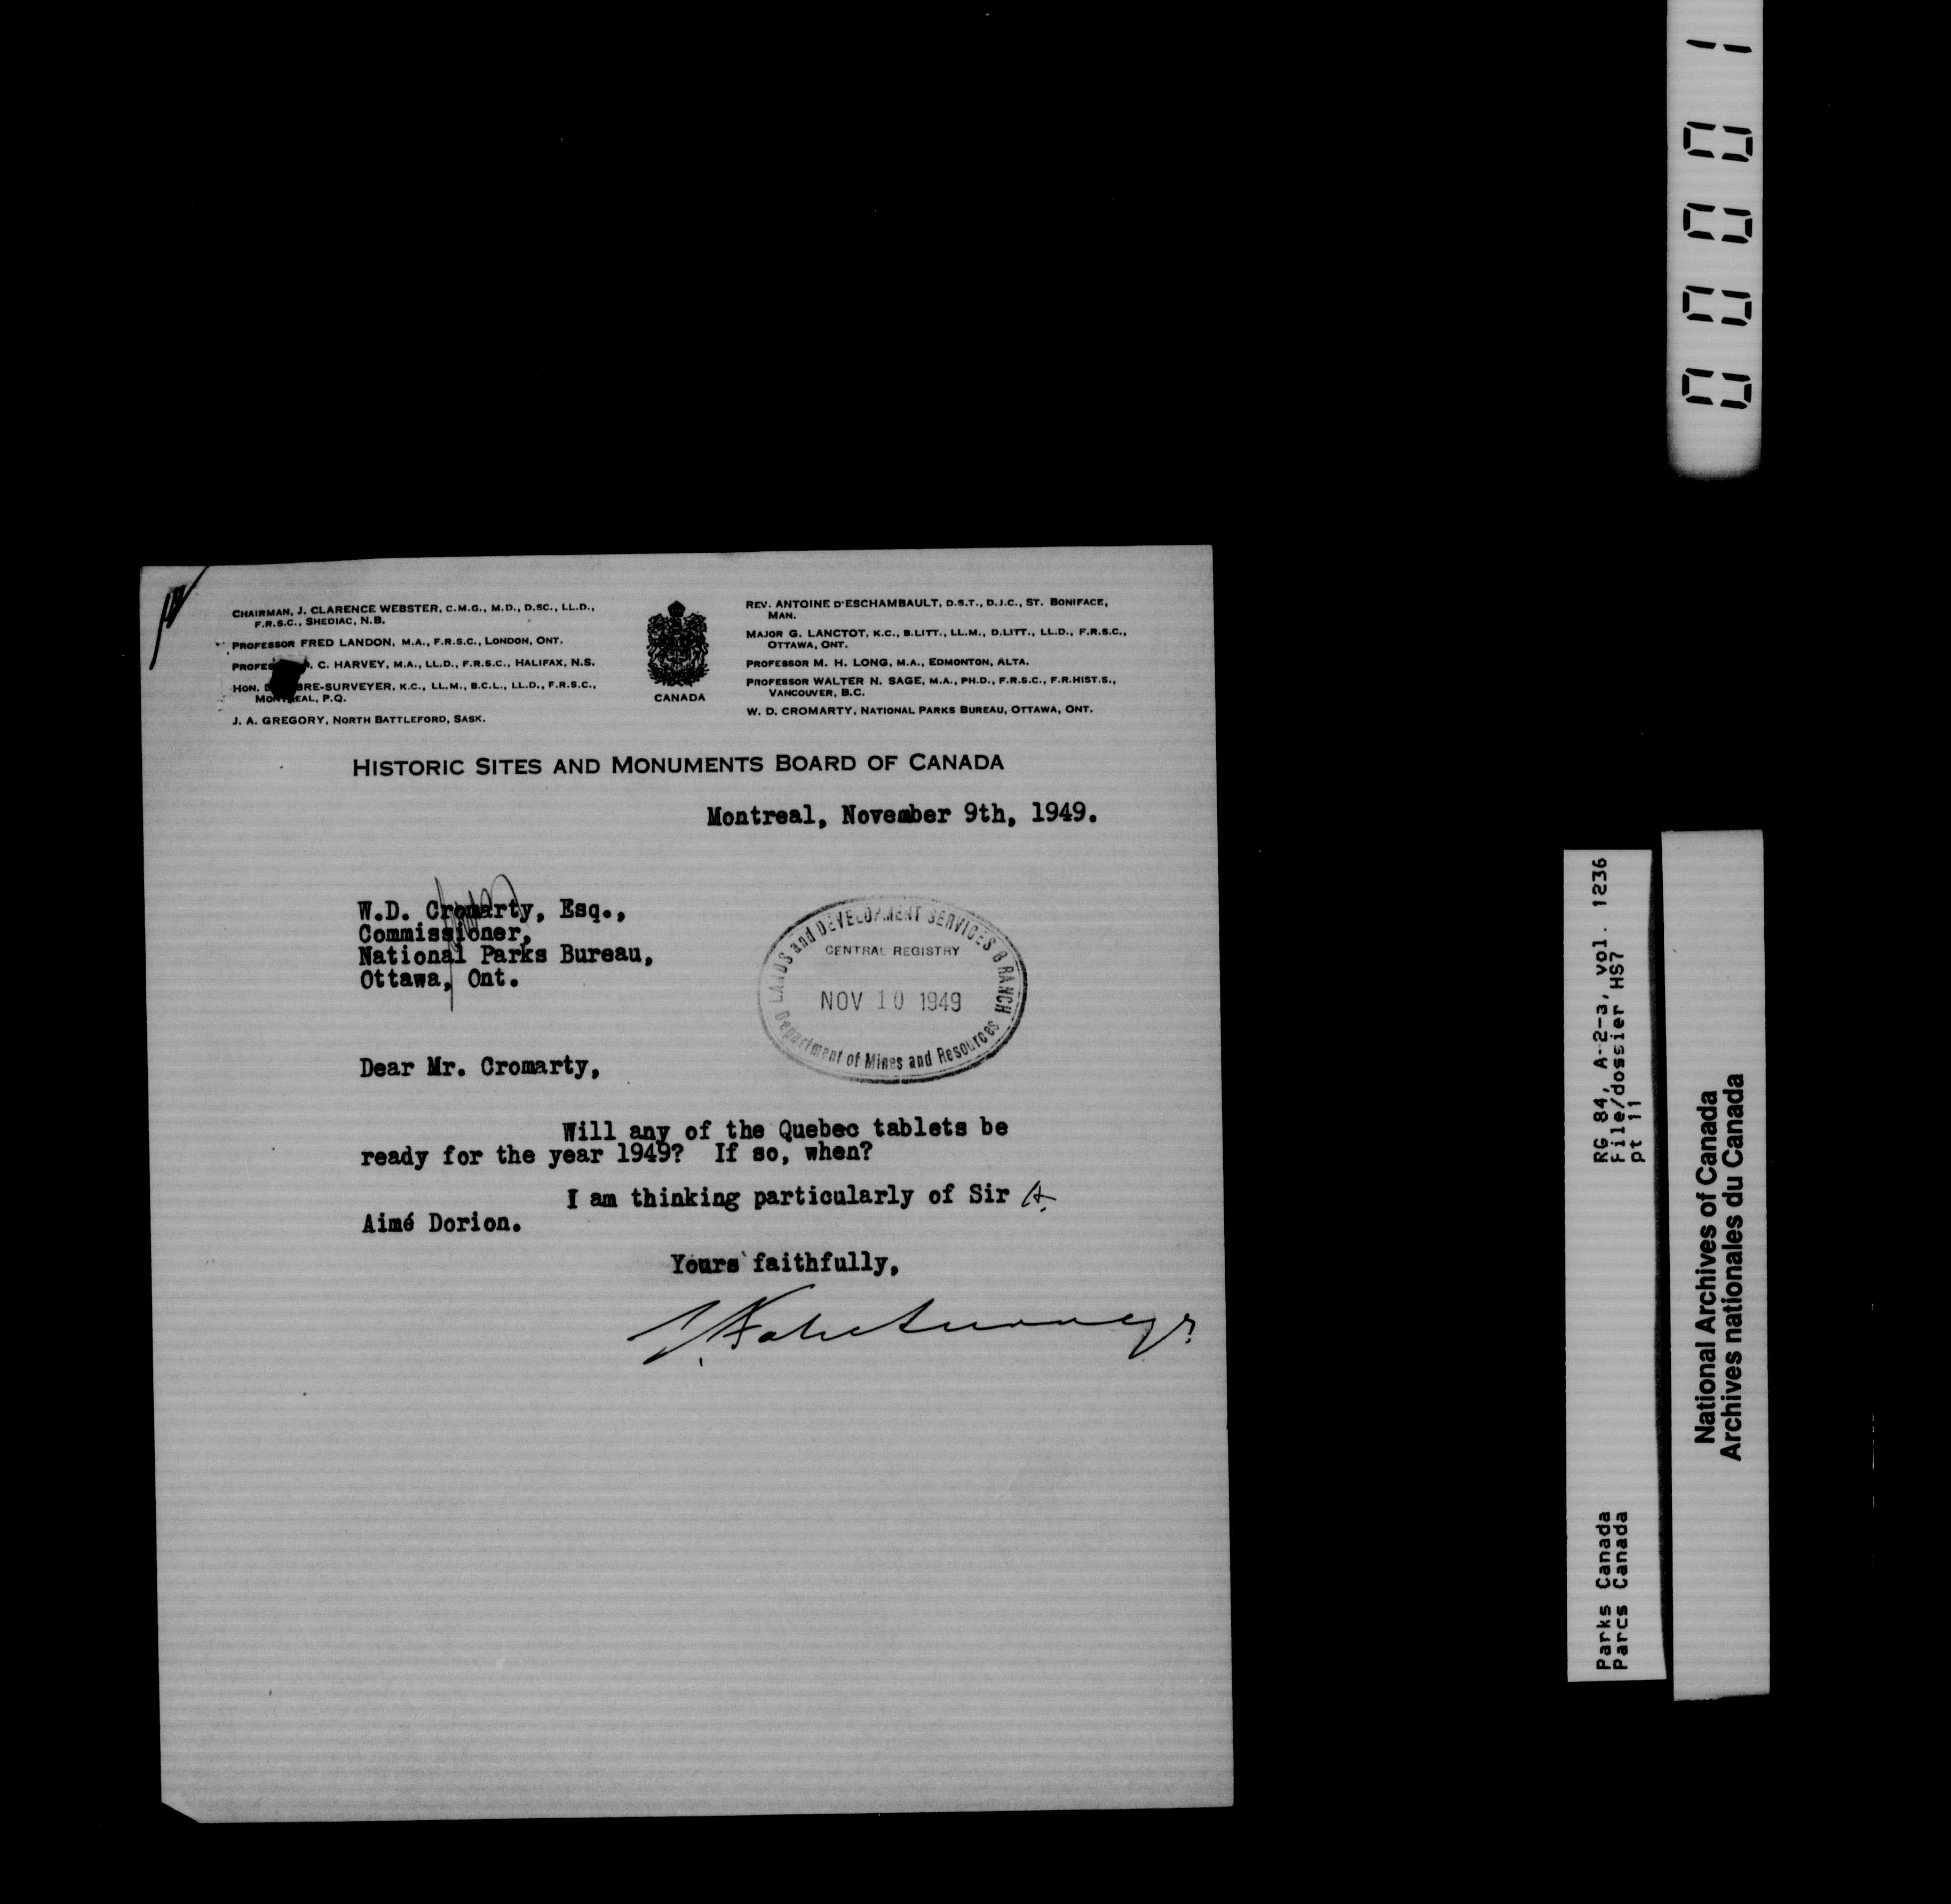 00001
CHAIRMAN, J. CLARENCE WEBSTER, C.M.G., M.D., D.SC., LL.D.,
F.R.S.C., SHEDIAC, N.B.
PROFESSOR FRED LANDON, M.A., F.R.S.C., LONDON, ONT.
C. HARVEY, M.A., LL.D., F.R.S.C., HALIFAX, N.S.
HON. BRE-SURVEYER, K.C., LL.M., B.C.L., LL.D., F.R.S.C.,
MONTREAL, P.Q.
J. A. GREGORY, NORTH BATTLEFORD, SASK.
CANADA
REV. ANTOINE D'ESCHAMBAULT, D.S.T., D.J.C., ST. BONIFACE,
MAN.
MAJOR G. LANCTOT, K.C., B.LITT., LL.M., D.LITT., LL.D., F.R.S.C.,
OTTAWA, ONT.
PROFESSOR M. H. LONG, M.A., EDMONTON, ALTA.
PROFESSOR WALTER N. SAGE, M.A., PH.D., F.R.S.C., F.R.HIST.S.,
VANCOUVER, B.C.
W. D. CROMARTY, NATIONAL PARKS BUREAU, OTTAWA, ONT.
HISTORIC SITES AND MONUMENTS BOARD OF CANADA
Montreal, November 9th, 1949.
W.D. Cromarty, Esq.,
Commissioner,
National Parks Bureau,
Ottawa, Ont.
LANDS and DEVELOPMENT SERVICES BRANCH
CENTRAL REGISTRY
NOV 10 1949
Department of Mines and Resources
Dear Mr. Cromarty,
Will any of the Quebec tablets be
ready for the year 1949? If so, when?
I am thinking particularly of Sir A.
Aimé Dorion.
Yours faithfully,
RG 84, A-2-3, vol. 1236
File/dossier HS7
pt 11
Parks Canada
Parcs Canada
National Archives of Canada
Archives nationales du Canada